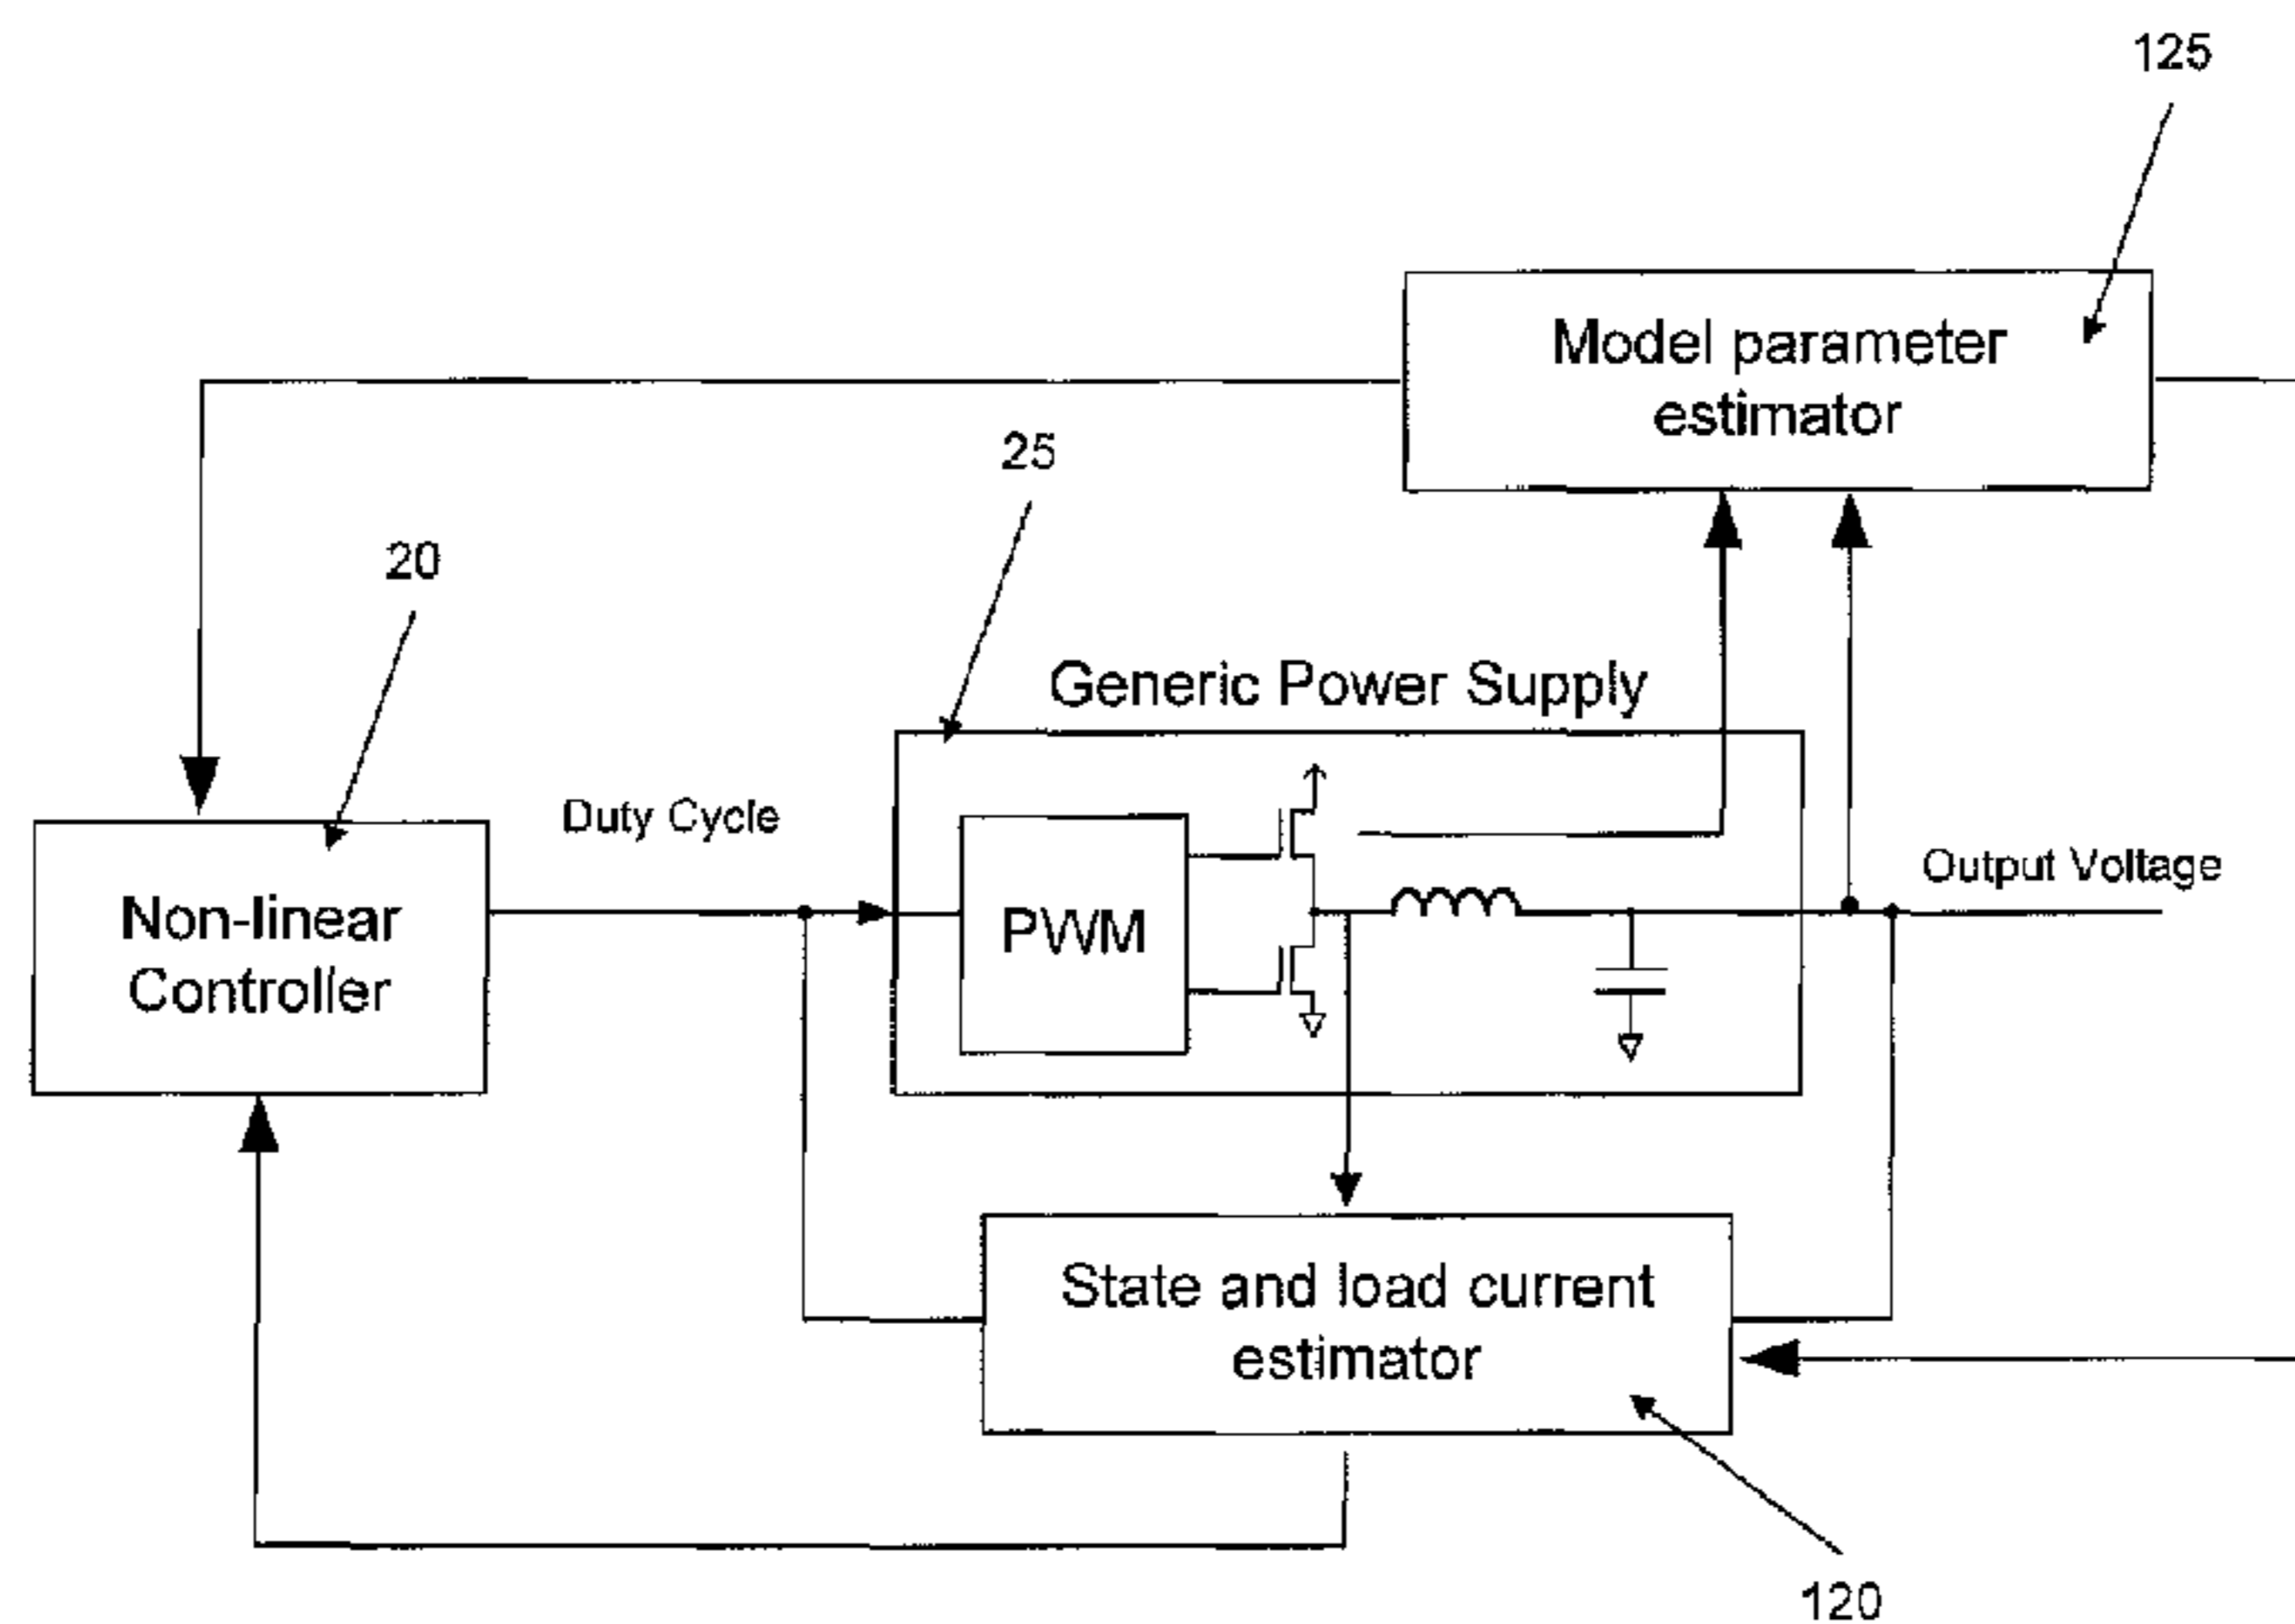 125
Model parameter
estimator
25
20
Generic Power Supply
Duty Cycle
Output Voltage
Non-linear
Controller
PWM
State and load current
estimator
120